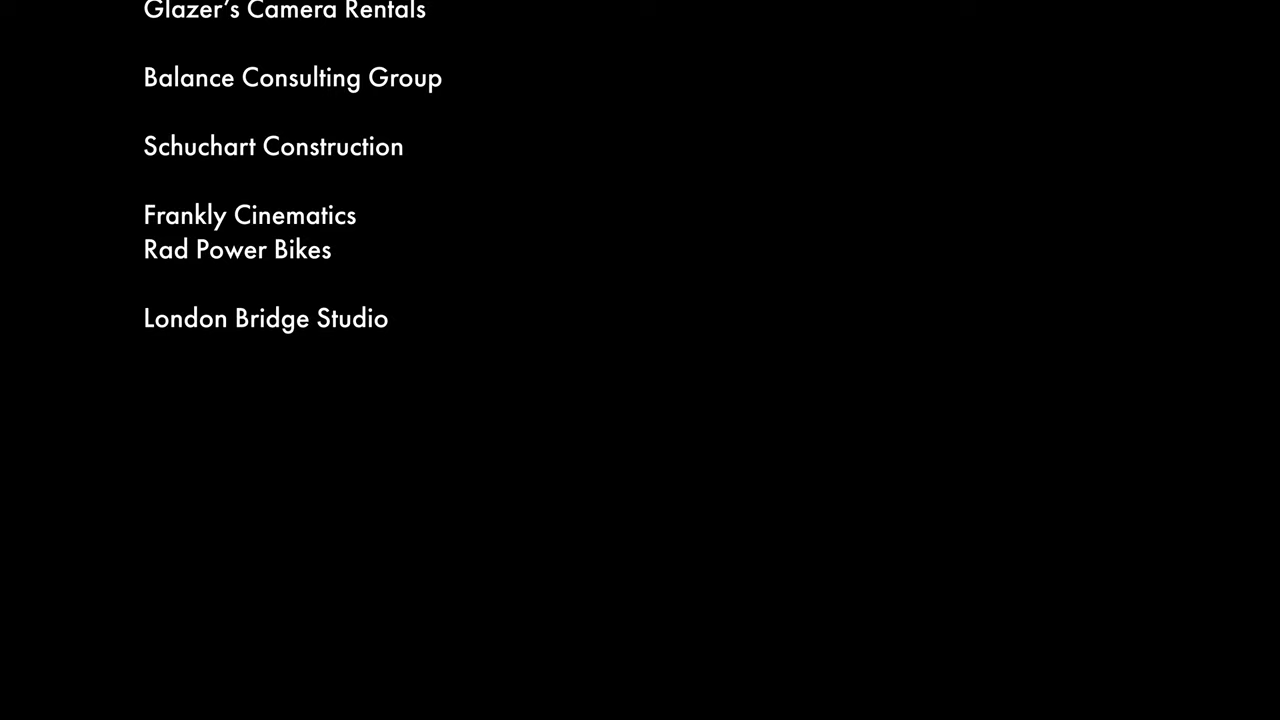 Glazer's Camera Rentals
Balance Consulting Group
Schuchart Construction
Frankly Cinematics
Rad Power Bikes
London Bridge Studio